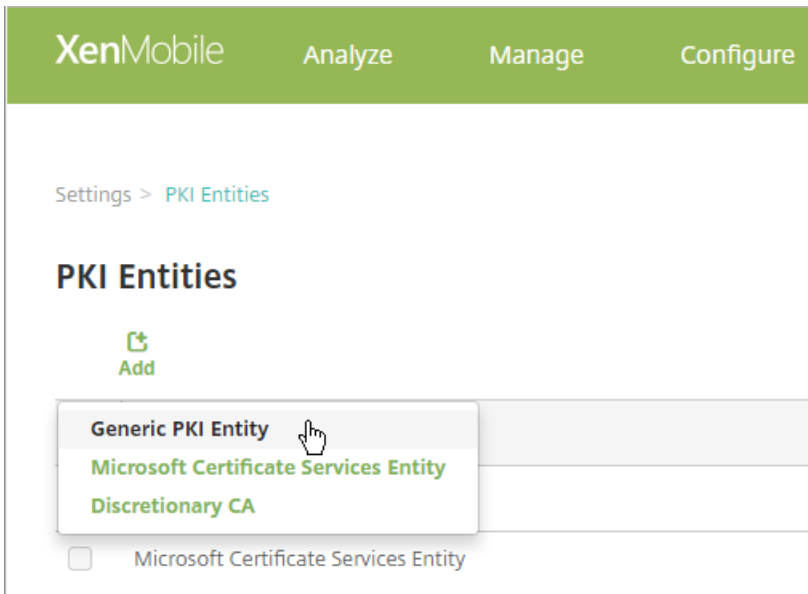 XenMobile Analyze Manage Configure
Settings > PKI Entities
PKI Entities
Add
Generic PKI Entity
Microsoft Certificate Services Entity
Discretionary CA
Microsoft Certificate Services Entity